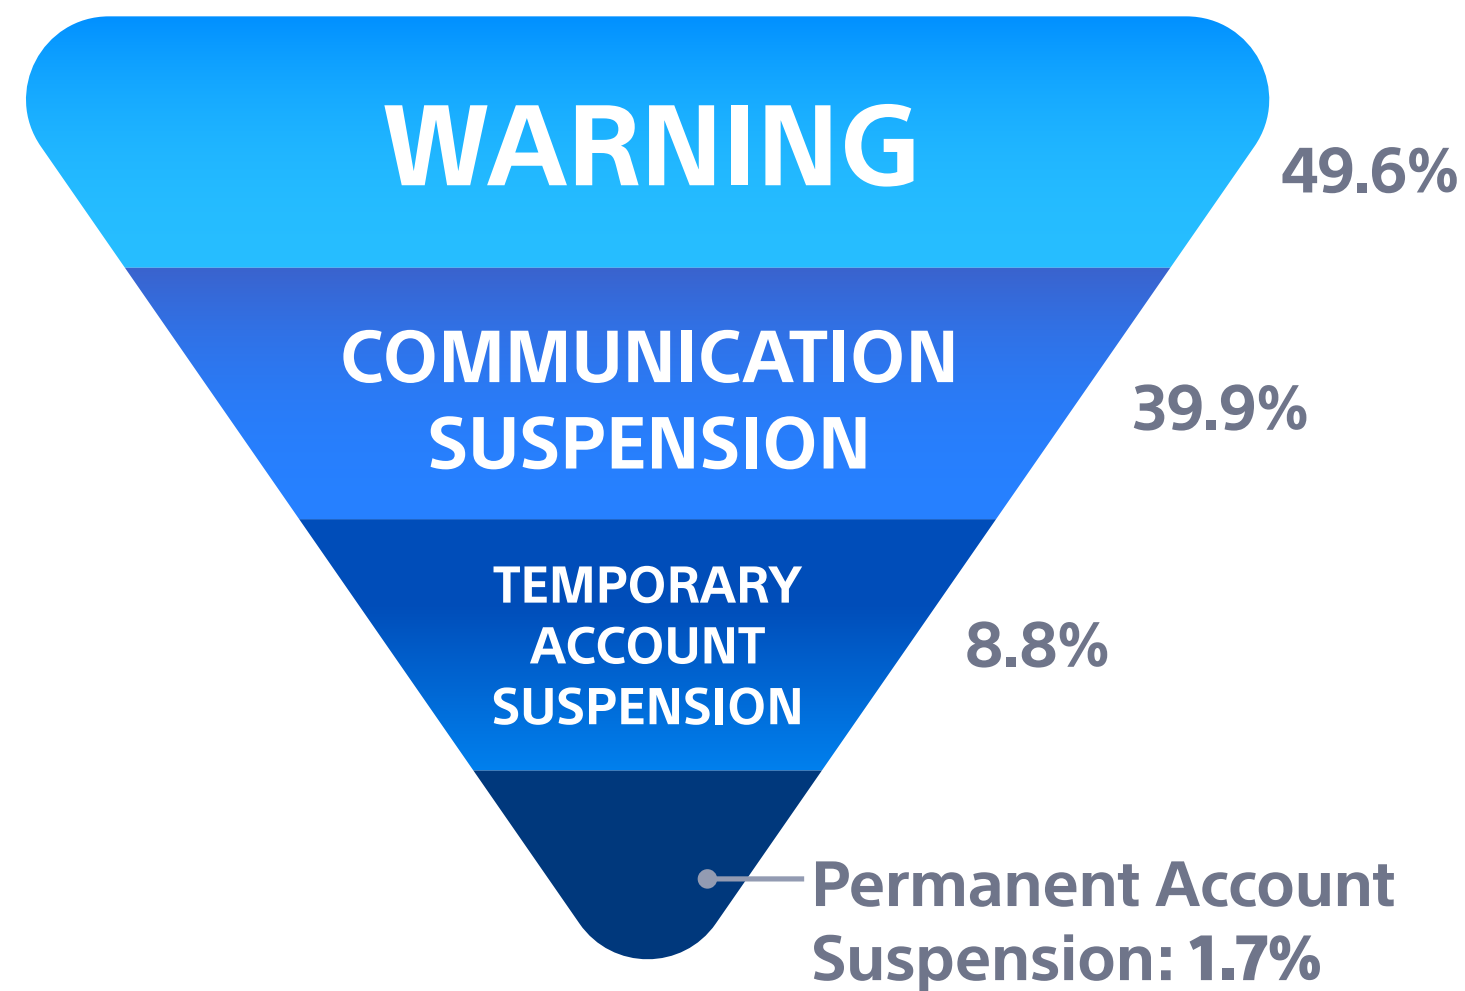 WARNING
49.6%
COMMUNICATION
SUSPENSION
39.9%
TEMPORARY
ACCOUNT
SUSPENSION
8.8%
Permanent Account
Suspension: 1.7%